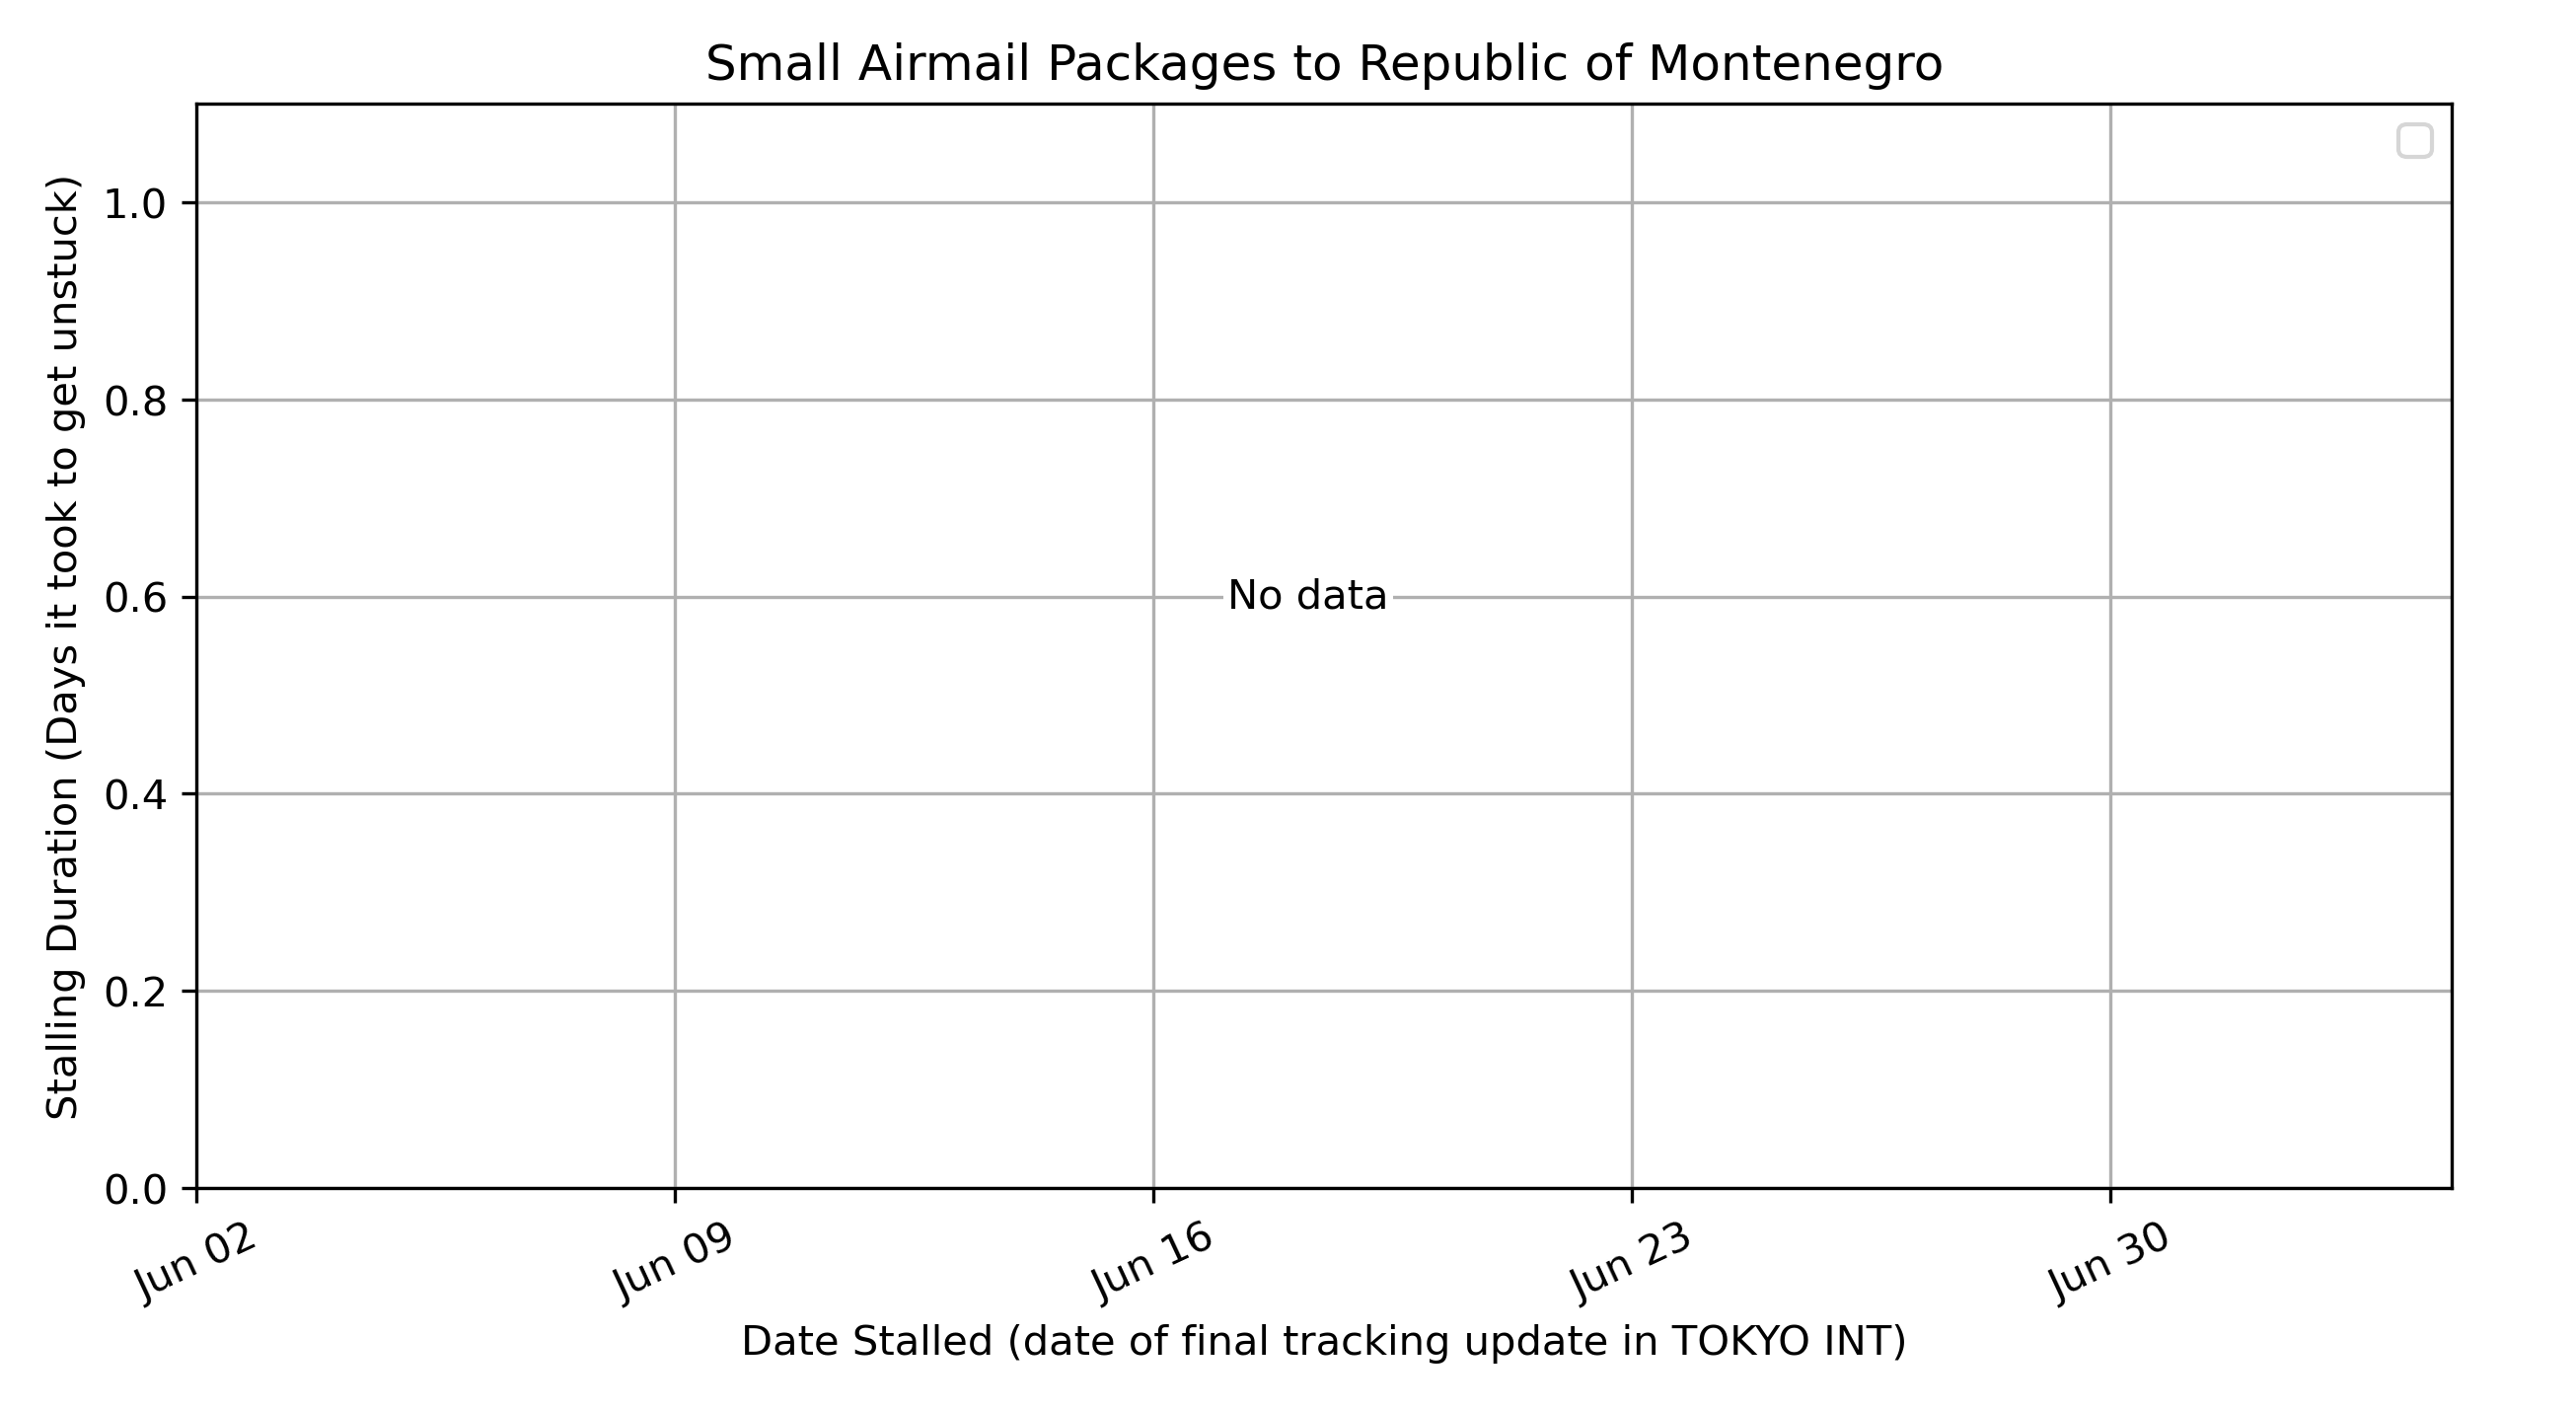 Small Airmail Packages to Republic of Montenegro
Stalling Duration (Days it took to get unstuck)
1.0
0.8
0.6
0.4
0.2
0.0
No data
Jun 02
Jun 09
Jun 16
Jun 23
Jun 30
Date Stalled (date of final tracking update in TOKYO INT)